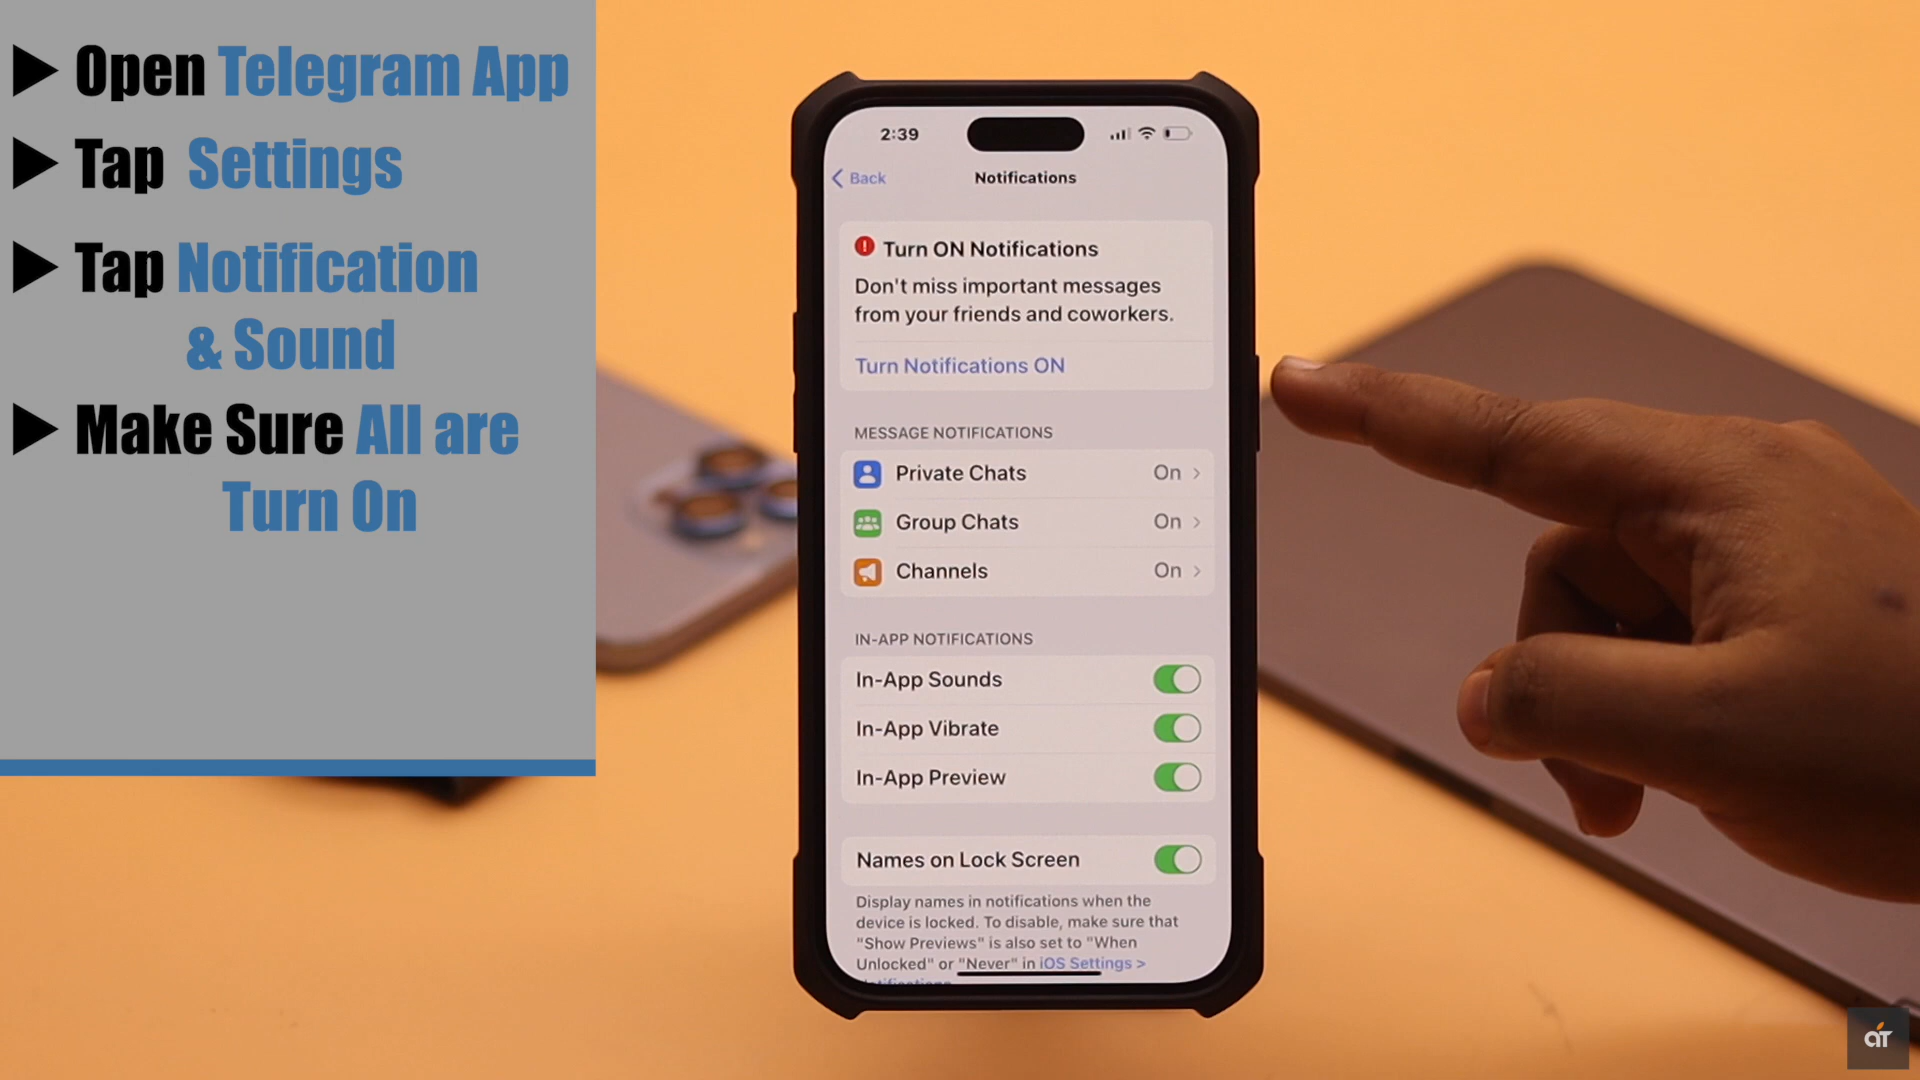 Open Telegram App
Tap Settings
Tap Notification
& Sound
Make Sure All are
Turn On
2:39
Back
Notifications
Turn ON Notifications
Don't miss important messages
from your friends and coworkers.
Turn Notifications ON
MESSAGE NOTIFICATIONS
Private Chats On
Group Chats On
Channels On
IN-APP NOTIFICATIONS
In-App Sounds
In-App Vibrate
In-App Preview
Names on Lock Screen
Display names in notifications when the
device is locked. To disable, make sure that
"Show Previews" is also set to "When
Unlocked" or "Never" in iOS Settings >
aT